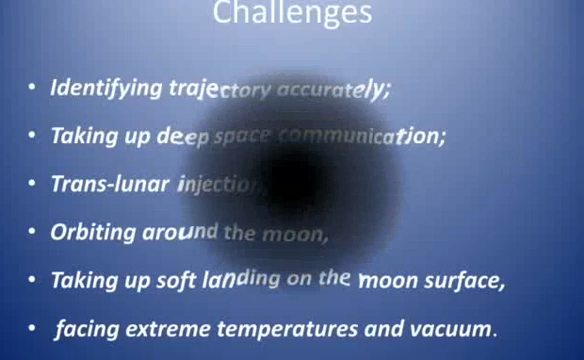 Challenges
• Identifying trajectory accurately;
• Taking up deep space communication;
• Trans-lunar injection,
• Orbiting around the moon,
• Taking up soft landing on the moon surface,
• facing extreme temperatures and vacuum.